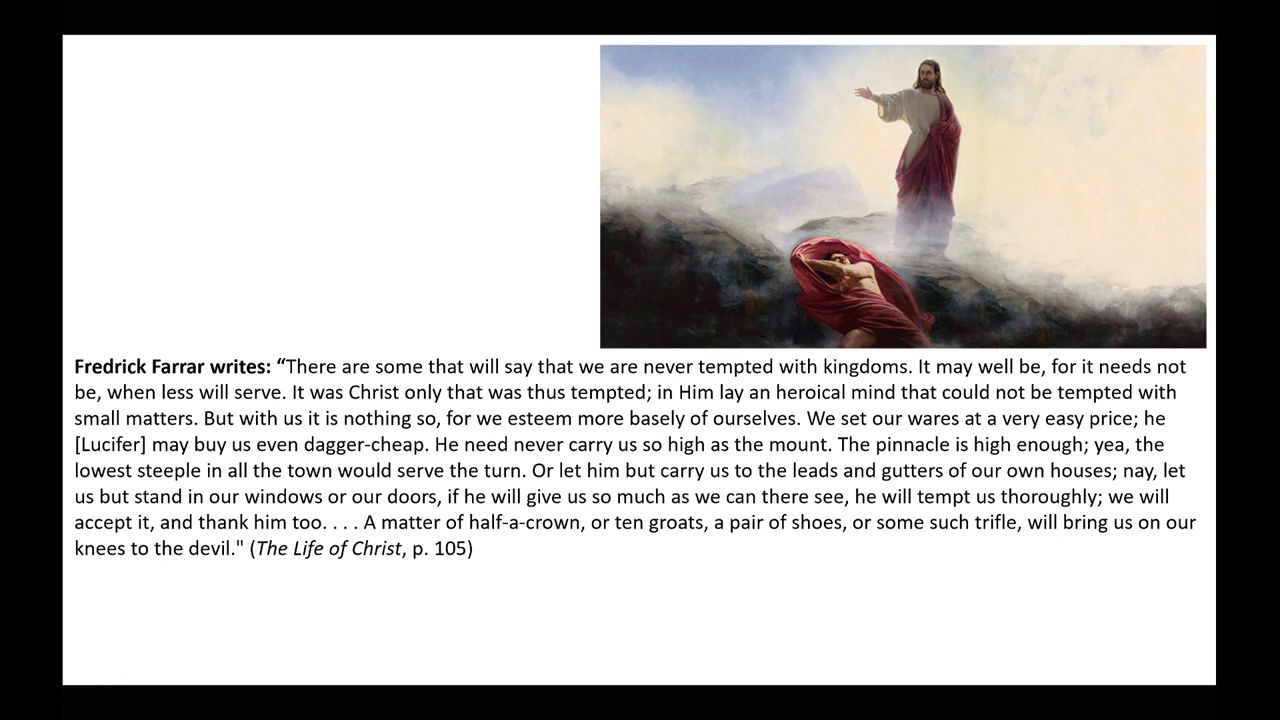 Fredrick Farrar writes: “There are some that will say that we are never tempted with kingdoms. It may well be, for it needs not
be, when less will serve. It was Christ only that was thus tempted; in Him lay an heroical mind that could not be tempted with
small matters. But with us it is nothing so, for we esteem more basely of ourselves. We set our wares at a very easy price; he
[Lucifer] may buy us even dagger-cheap. He need never carry us so high as the mount. The pinnacle is high enough; yea, the
lowest steeple in all the town would serve the turn. Or let him but carry us to the leads and gutters of our own houses; nay, let
us but stand in our windows or our doors, if he will give us so much as we can there see, he will tempt us thoroughly; we will
accept it, and thank him too. . . . A matter of half-a-crown, or ten groats, a pair of shoes, or some such trifle, will bring us on our
knees to the devil." (The Life of Christ, p. 105)